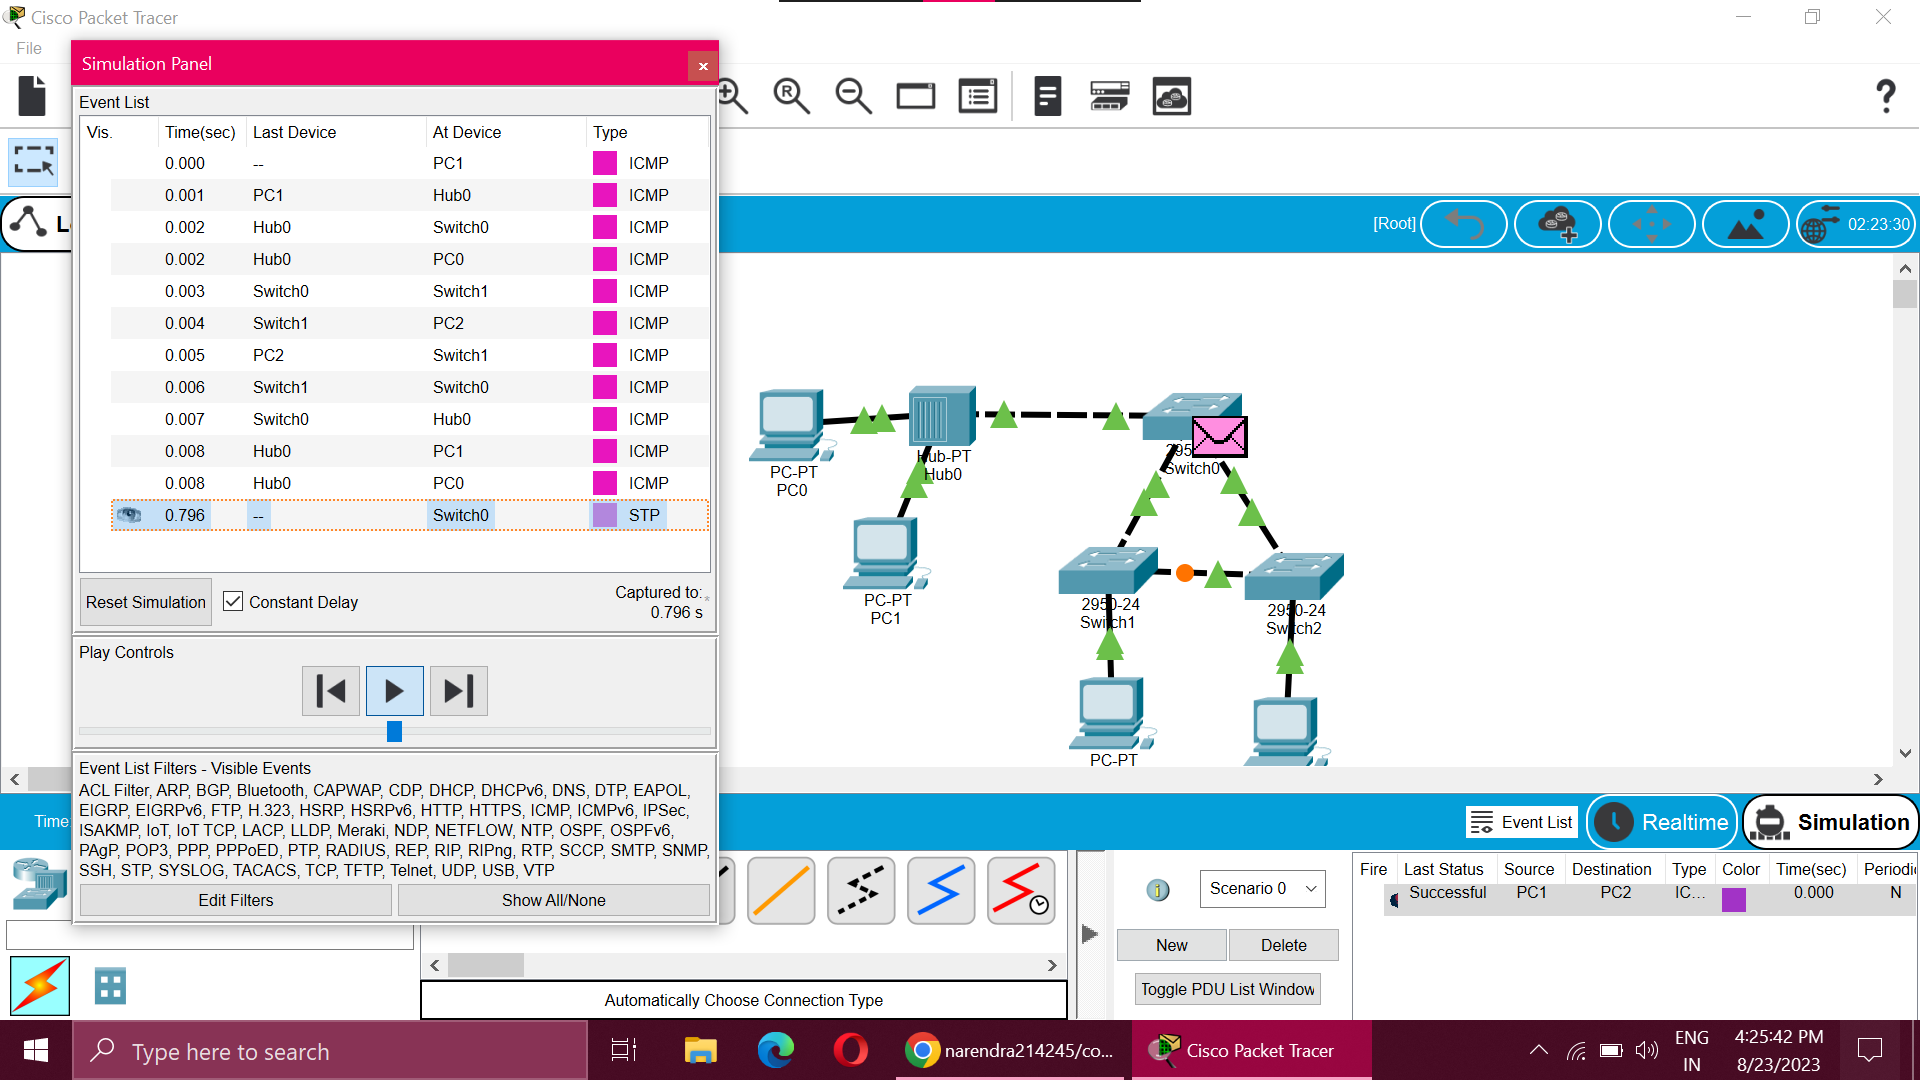 Cisco Packet Tracer
File
Simulation Panel
Event List
Vis. Time(sec) Last Device At Device Type
0.000 -- PC1 ICMP
0.001 PC1 Hub0 ICMP
0.002 Hub0 Switch0 ICMP
0.002 Hub0 PC0 ICMP
0.003 Switch0 Switch1 ICMP
0.004 Switch1 PC2 ICMP
0.005 PC2 Switch1 ICMP
0.006 Switch1 Switch0 ICMP
0.007 Switch0 Hub0 ICMP
0.008 Hub0 PC1 ICMP
0.008 Hub0 PC0 ICMP
0.796 -- Switch0 STP
Reset Simulation Constant Delay
Captured to: *
0.796 s
Play Controls
Event List Filters - Visible Events
ACL Filter, ARP, BGP, Bluetooth, CAPWAP, CDP, DHCP, DHCPv6, DNS, DTP, EAPOL,
EIGRP, EIGRPv6, FTP, H.323, HSRP, HSRPv6, HTTP, HTTPS, ICMP, ICMPv6, IPSec,
ISAKMP, IoT, IoT TCP, LACP, LLDP, Meraki, NDP, NETFLOW, NTP, OSPF, OSPFv6,
PAgP, POP3, PPP, PPPoED, PTP, RADIUS, REP, RIP, RIPng, RTP, SCCP, SMTP, SNMP,
SSH, STP, SYSLOG, TACACS, TCP, TFTP, Telnet, UDP, USB, VTP
Edit Filters Show All/None
R
?
[Root] 02:23:30
PC-PT
PC0
Hub-PT
Hub0
Switch0
PC-PT
PC1
2950-24
Switch1
2950-24
Switch2
PC-PT
Time
Event List Realtime Simulation
Automatically Choose Connection Type
Scenario 0
New Delete
Toggle PDU List Window
Fire Last Status Source Destination Type Color Time(sec) Periodic
Successful PC1 PC2 IC... 0.000 N
Type here to search
narendra214245/co...
Cisco Packet Tracer
ENG
IN
4:25:42 PM
8/23/2023